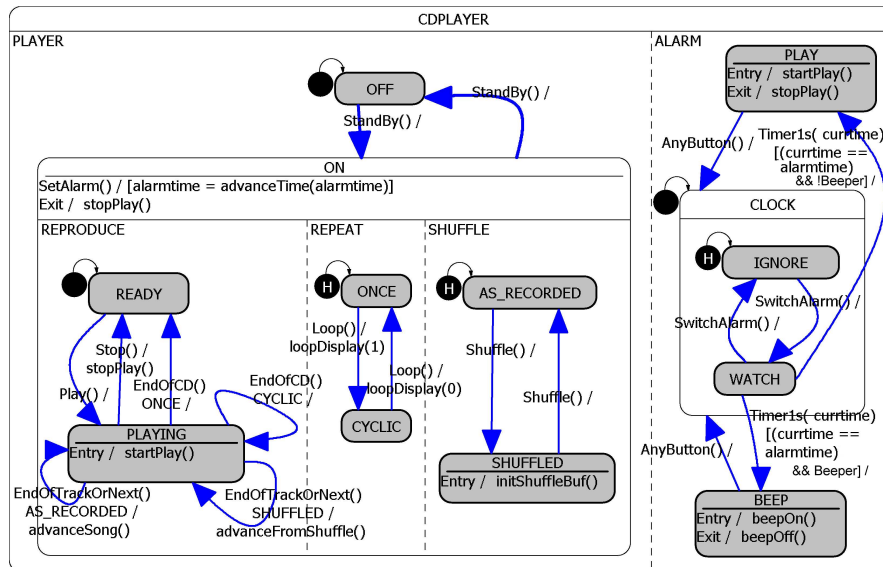 CDPLAYER
PLAYER
OFF
StandBy() /
StandBy() /
ON
SetAlarm() / [alarmtime = advanceTime(alarmtime)]
Exit / stopPlay()
REPRODUCE
READY
Stop() /
stopPlay()
Play() /
EndOfCD()
ONCE /
EndOfCD()
CYCLIC /
PLAYING
Entry / startPlay()
EndOfTrackOrNext()
AS_RECORDED /
advanceSong()
EndOfTrackOrNext()
SHUFFLED /
advanceFromShuffle()
REPEAT
H
ONCE
Loop() /
loopDisplay(1)
Loop() /
loopDisplay(0)
CYCLIC
SHUFFLE
H
AS_RECORDED
Shuffle() /
Shuffle() /
SHUFFLED
Entry / initShuffleBuf()
ALARM
PLAY
Entry / startPlay()
Exit / stopPlay()
AnyButton() /
Timer1s( currtime)
[(currtime ==
alarmtime)
&& !Beeper] /
CLOCK
H
IGNORE
SwitchAlarm() /
SwitchAlarm() /
WATCH
Timer1s( currtime)
[(currtime ==
alarmtime)
&& Beeper] /
AnyButton() /
BEEP
Entry / beepOn()
Exit / beepOff()